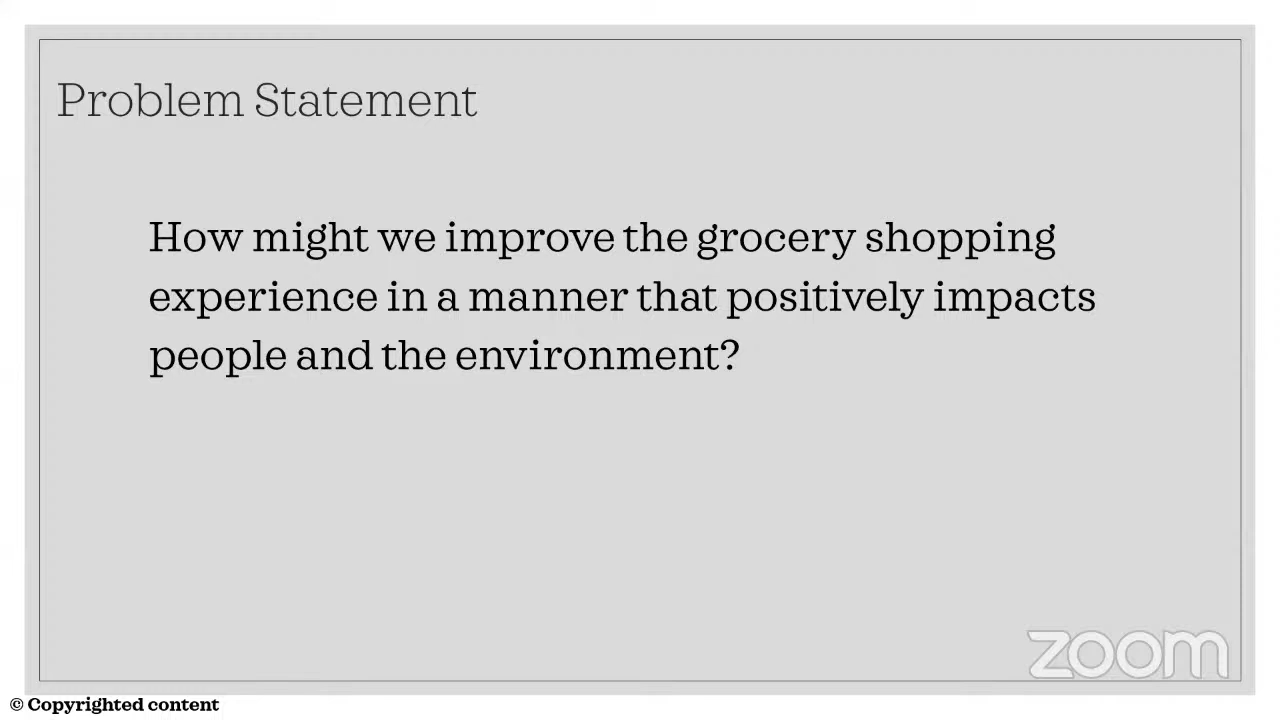 Problem Statement
How might we improve the grocery shopping
experience in a manner that positively impacts
people and the environment?
zoom
© Copyrighted content